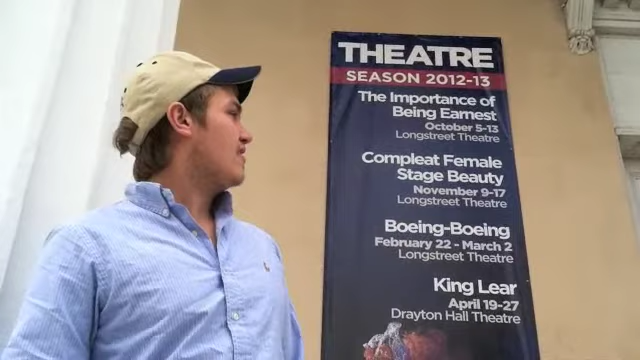 THEATRE
SEASON 2012-13
The Importance of
Being Earnest
October 5-13
Longstreet Theatre
Compleat Female
Stage Beauty
November 9-17
Longstreet Theatre
Boeing-Boeing
February 22 - March 2
Longstreet Theatre
King Lear
April 19-27
Drayton Hall Theatre